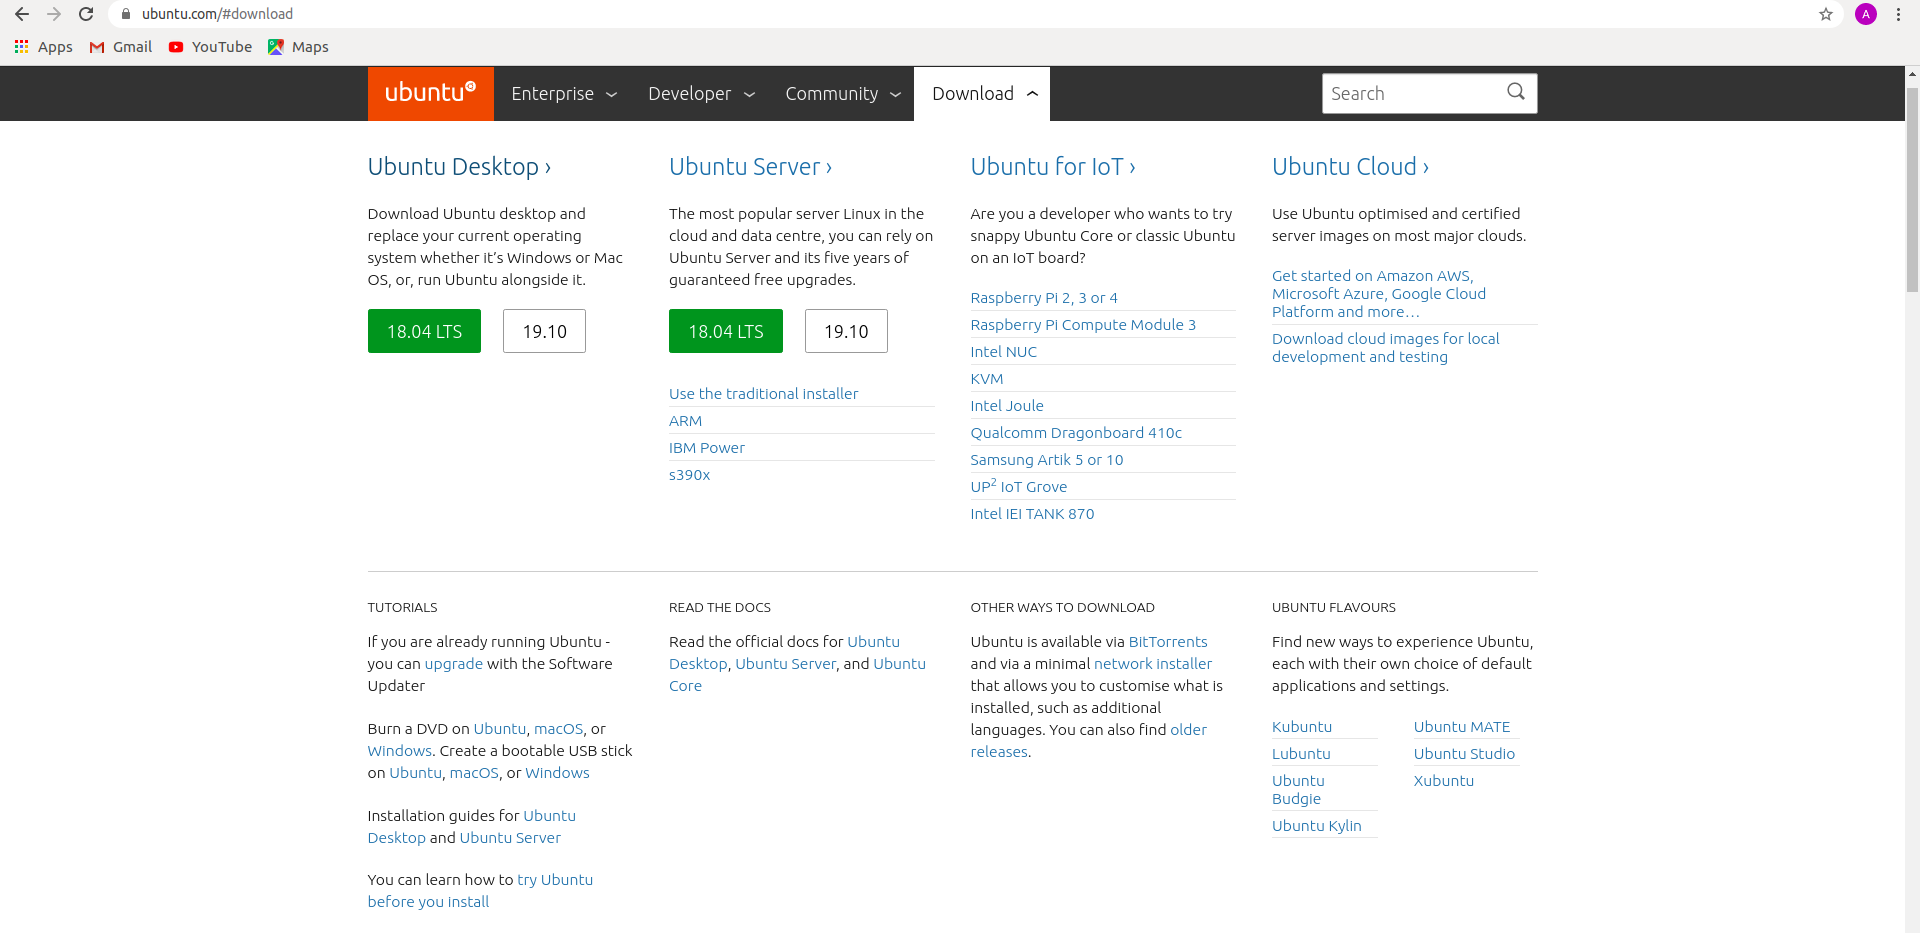 ubuntu.com/#download
A
Apps Gmail YouTube Maps
ubuntu Enterprise Developer Community Download Search
Ubuntu Desktop ›
Download Ubuntu desktop and
replace your current operating
system whether it’s Windows or Mac
OS, or, run Ubuntu alongside it.
18.04 LTS 19.10
Ubuntu Server ›
The most popular server Linux in the
cloud and data centre, you can rely on
Ubuntu Server and its five years of
guaranteed free upgrades.
18.04 LTS 19.10
Use the traditional installer
ARM
IBM Power
s390x
Ubuntu for IoT ›
Are you a developer who wants to try
snappy Ubuntu Core or classic Ubuntu
on an IoT board?
Raspberry Pi 2, 3 or 4
Raspberry Pi Compute Module 3
Intel NUC
KVM
Intel Joule
Qualcomm Dragonboard 410c
Samsung Artik 5 or 10
UP² IoT Grove
Intel IEI TANK 870
Ubuntu Cloud ›
Use Ubuntu optimised and certified
server images on most major clouds.
Get started on Amazon AWS,
Microsoft Azure, Google Cloud
Platform and more…
Download cloud images for local
development and testing
TUTORIALS
If you are already running Ubuntu -
you can upgrade with the Software
Updater
Burn a DVD on Ubuntu, macOS, or
Windows. Create a bootable USB stick
on Ubuntu, macOS, or Windows
Installation guides for Ubuntu
Desktop and Ubuntu Server
You can learn how to try Ubuntu
before you install
READ THE DOCS
Read the official docs for Ubuntu
Desktop, Ubuntu Server, and Ubuntu
Core
OTHER WAYS TO DOWNLOAD
Ubuntu is available via BitTorrents
and via a minimal network installer
that allows you to customise what is
installed, such as additional
languages. You can also find older
releases.
UBUNTU FLAVOURS
Find new ways to experience Ubuntu,
each with their own choice of default
applications and settings.
Kubuntu
Lubuntu
Ubuntu
Budgie
Ubuntu Kylin
Ubuntu MATE
Ubuntu Studio
Xubuntu